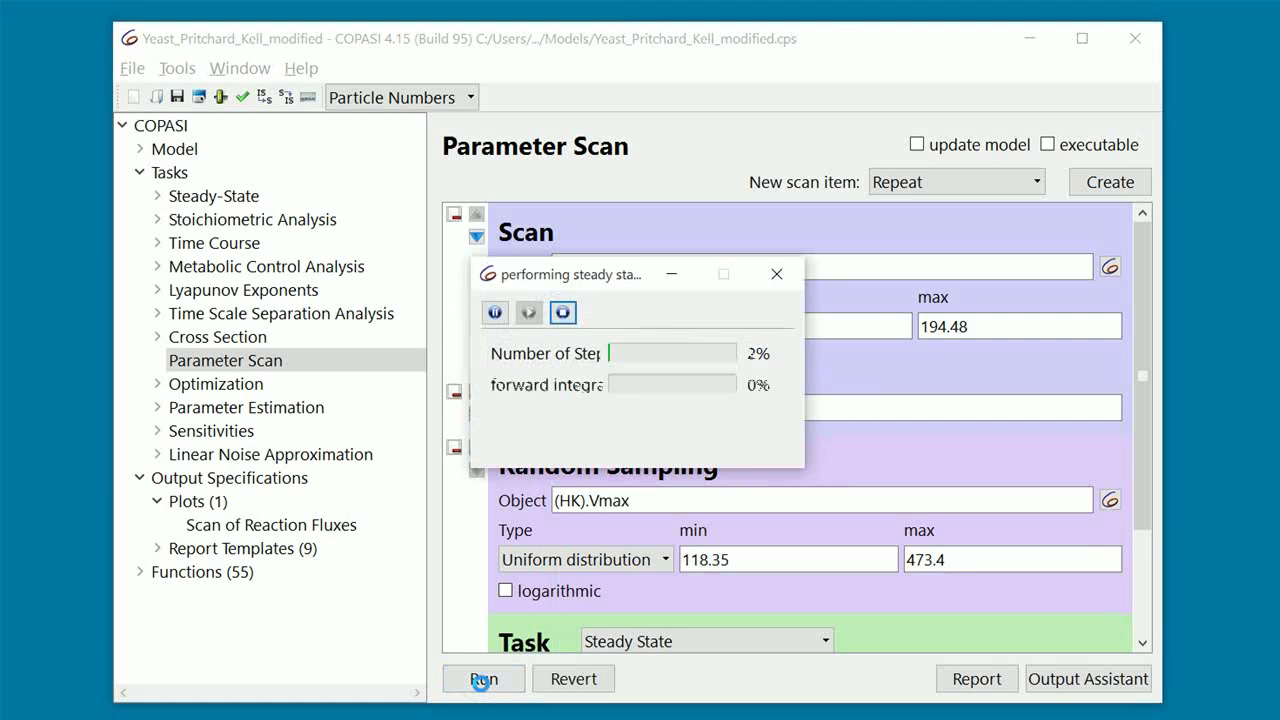 Yeast_Pritchard_Kell_modified - COPASI 4.15 (Build 95) C:/Users/.../Models/Yeast_Pritchard_Kell_modified.cps
File Tools Window Help
Particle Numbers
COPASI
Model
Tasks
Steady-State
Stoichiometric Analysis
Time Course
Metabolic Control Analysis
Lyapunov Exponents
Time Scale Separation Analysis
Cross Section
Parameter Scan
Optimization
Parameter Estimation
Sensitivities
Linear Noise Approximation
Output Specifications
Plots (1)
Scan of Reaction Fluxes
Report Templates (9)
Functions (55)
Parameter Scan
update model executable
New scan item: Repeat Create
Scan
max
194.48
performing steady sta...
Number of Step 2%
forward integra 0%
Random Sampling
Object (HK).Vmax
Type min max
Uniform distribution 118.35 473.4
logarithmic
Task Steady State
Run Revert Report Output Assistant